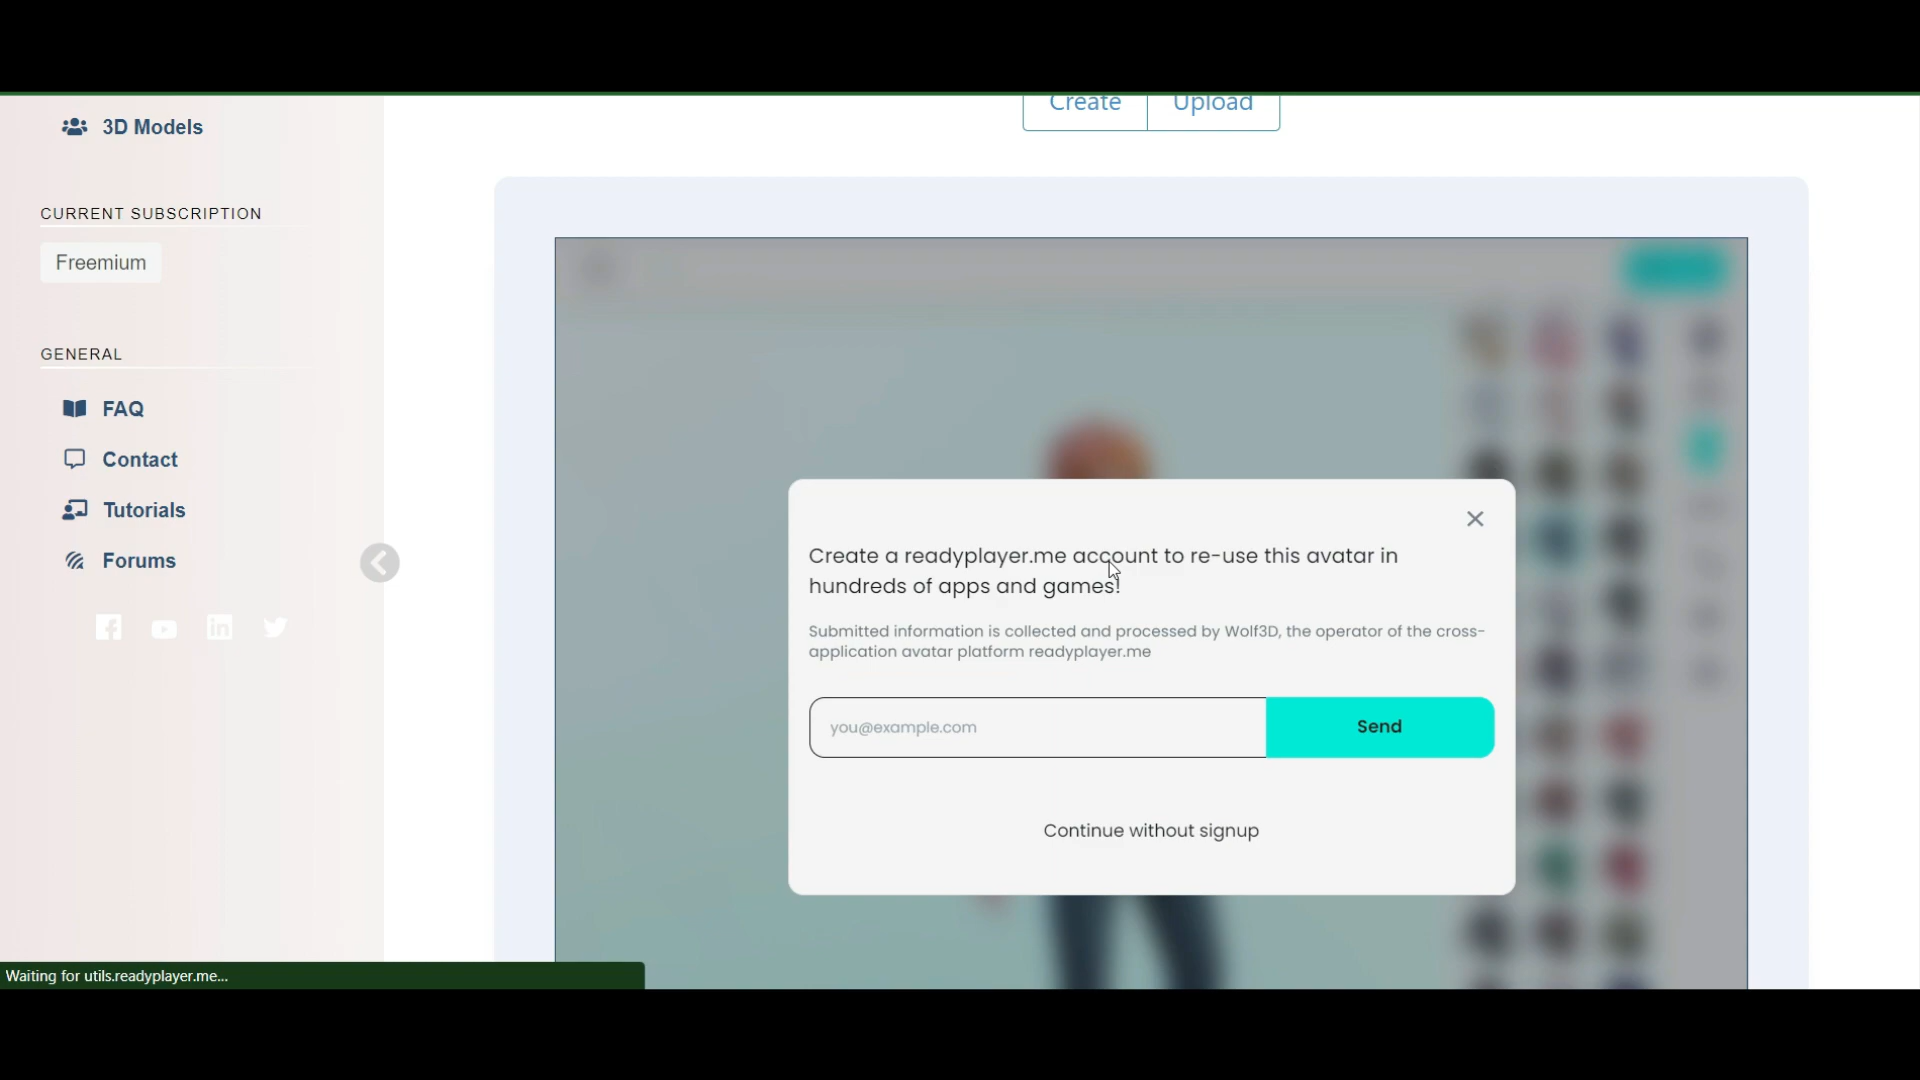 Create
Upload
3D Models
CURRENT SUBSCRIPTION
Freemium
GENERAL
FAQ
Contact
Tutorials
Forums
Create a readyplayer.me account to re-use this avatar in
hundreds of apps and games!
Submitted information is collected and processed by Wolf3D, the operator of the cross-
application avatar platform readyplayer.me
you@example.com
Send
Continue without signup
Waiting for utils.readyplayer.me...